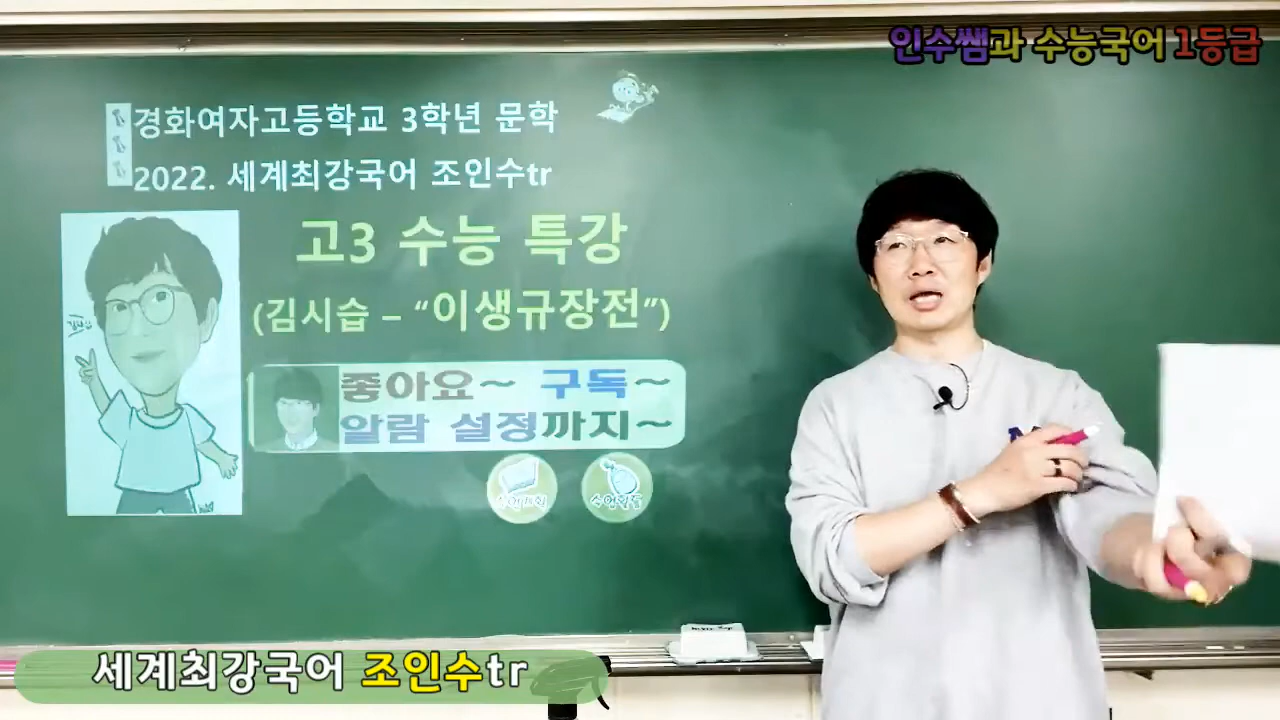 인수쌤과 수능국어 1등급
경화여자고등학교 3학년 문학
2022. 세계최강국어 조인수tr
고3 수능 특강
(김시습 – “이생규장전”)
좋아요~ 구독~
알람 설정까지~
세계최강국어 조인수tr